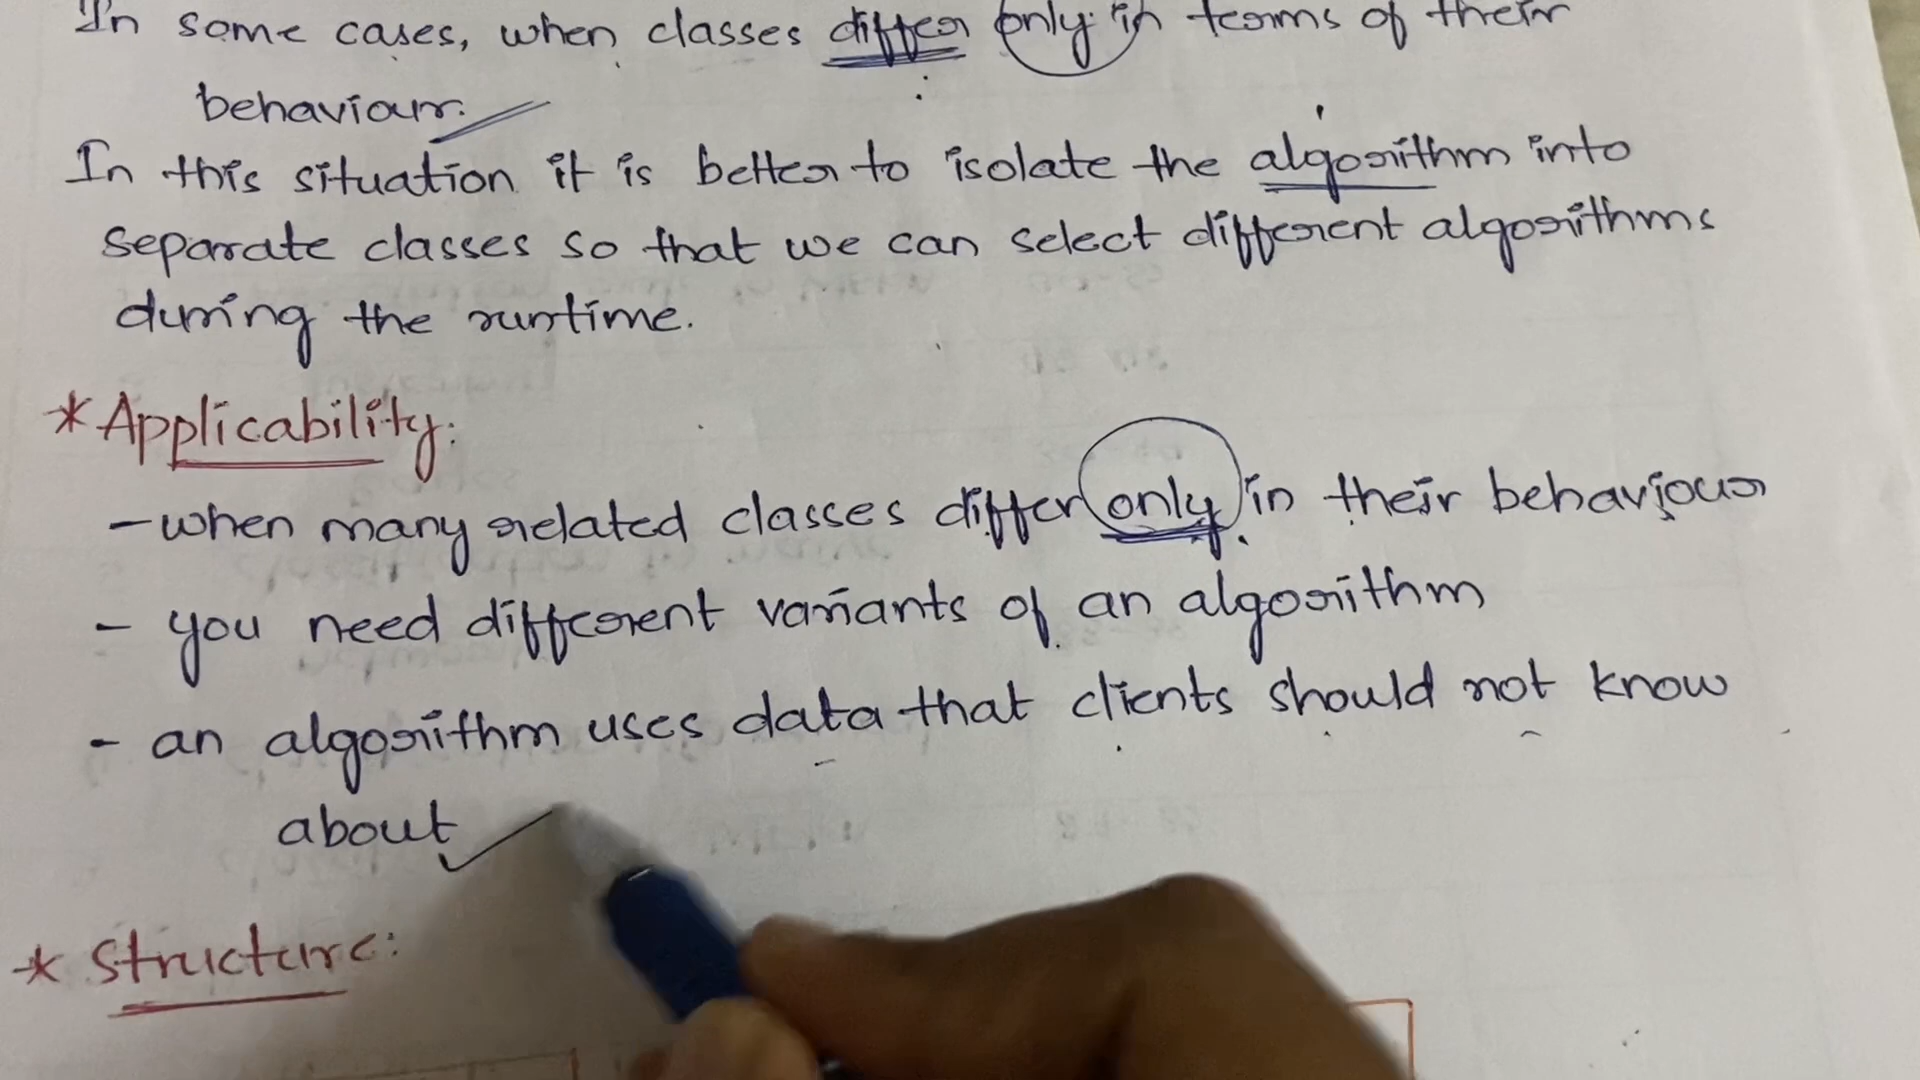 In some cases, when classes differ only in terms of their
behaviour.
In this situation it is better to isolate the algorithm into
separate classes so that we can select different algorithms
during the runtime.
* Applicability:
- when many related classes differ only in their behaviour
- you need different variants of an algorithm
- an algorithm uses data that clients should not know
about
* Structure: